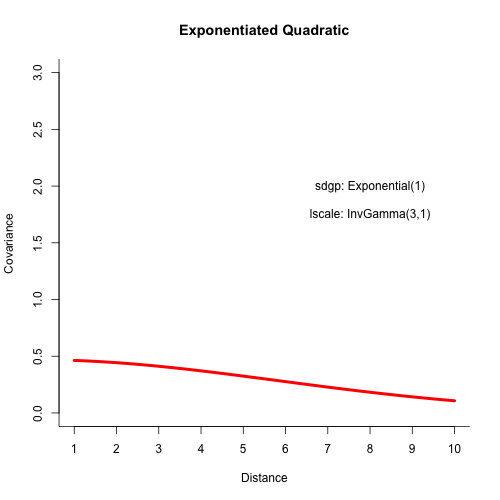 Exponentiated Quadratic
3.0
2.5
2.0
1.5
1.0
0.5
0.0
Covariance
sdgp: Exponential(1)
lscale: InvGamma(3,1)
1 2 3 4 5 6 7 8 9 10
Distance